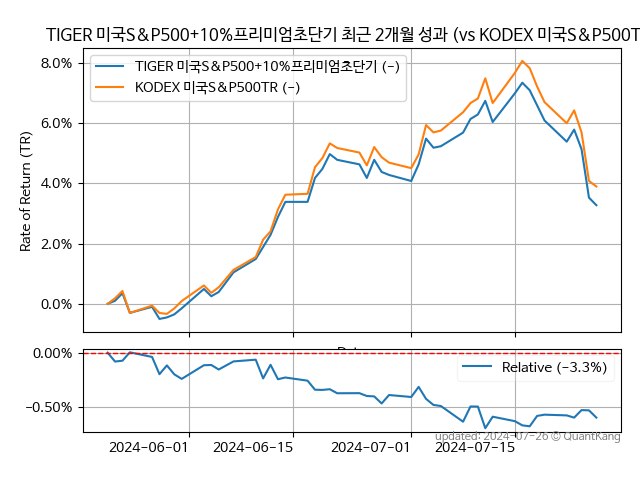 TIGER 미국S&P500+10%프리미엄초단기 최근 2개월 성과 (vs KODEX 미국S&P500T
TIGER 미국S&P500+10%프리미엄초단기 (-)
KODEX 미국S&P500TR (-)
Rate of Return (TR)
8.0%
6.0%
4.0%
2.0%
0.0%
0.00%
-0.50%
Relative (-3.3%)
2024-06-01
2024-06-15
2024-07-01
2024-07-15
updated: 2024-07-26 © QuantKang